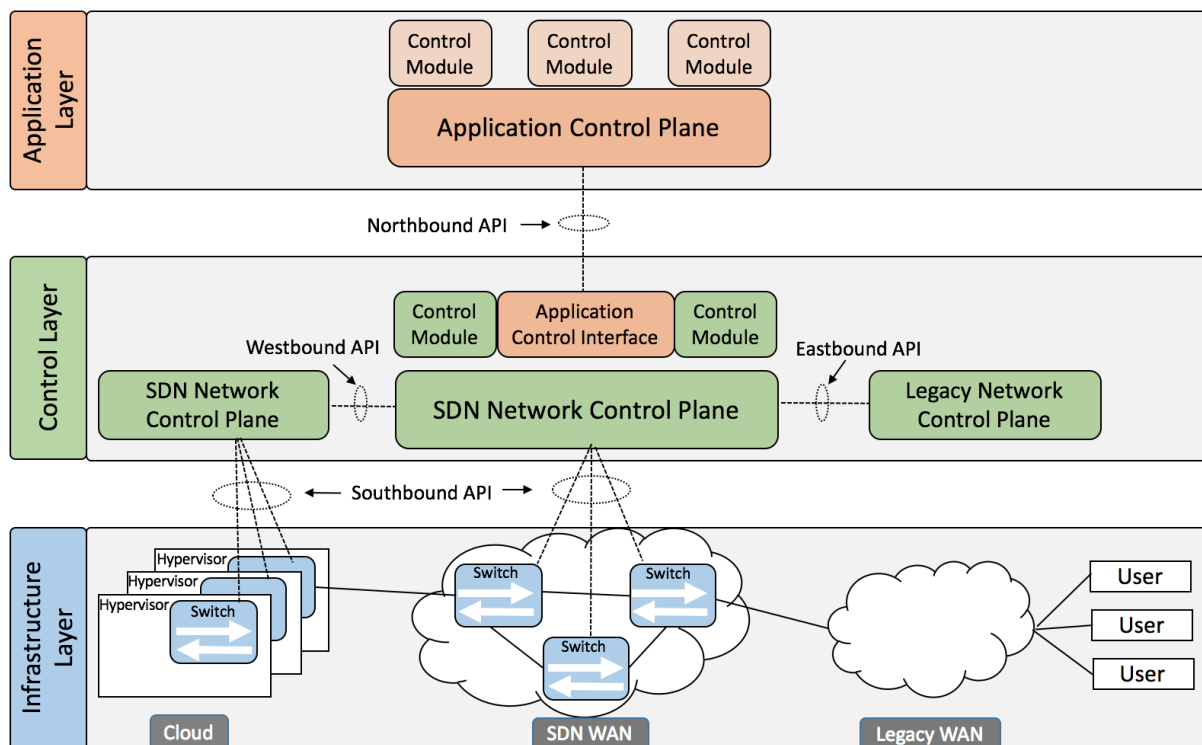 Application
Layer
Control
Module
Control
Module
Control
Module
Application Control Plane
Northbound API
Control Layer
Control
Module
Application
Control Interface
Control
Module
Westbound API
Eastbound API
SDN Network
Control Plane
SDN Network Control Plane
Legacy Network
Control Plane
Southbound API
Infrastructure
Layer
Hypervisor
Hypervisor
Hypervisor
Switch
Switch
Switch
Switch
User
User
User
Cloud
SDN WAN
Legacy WAN